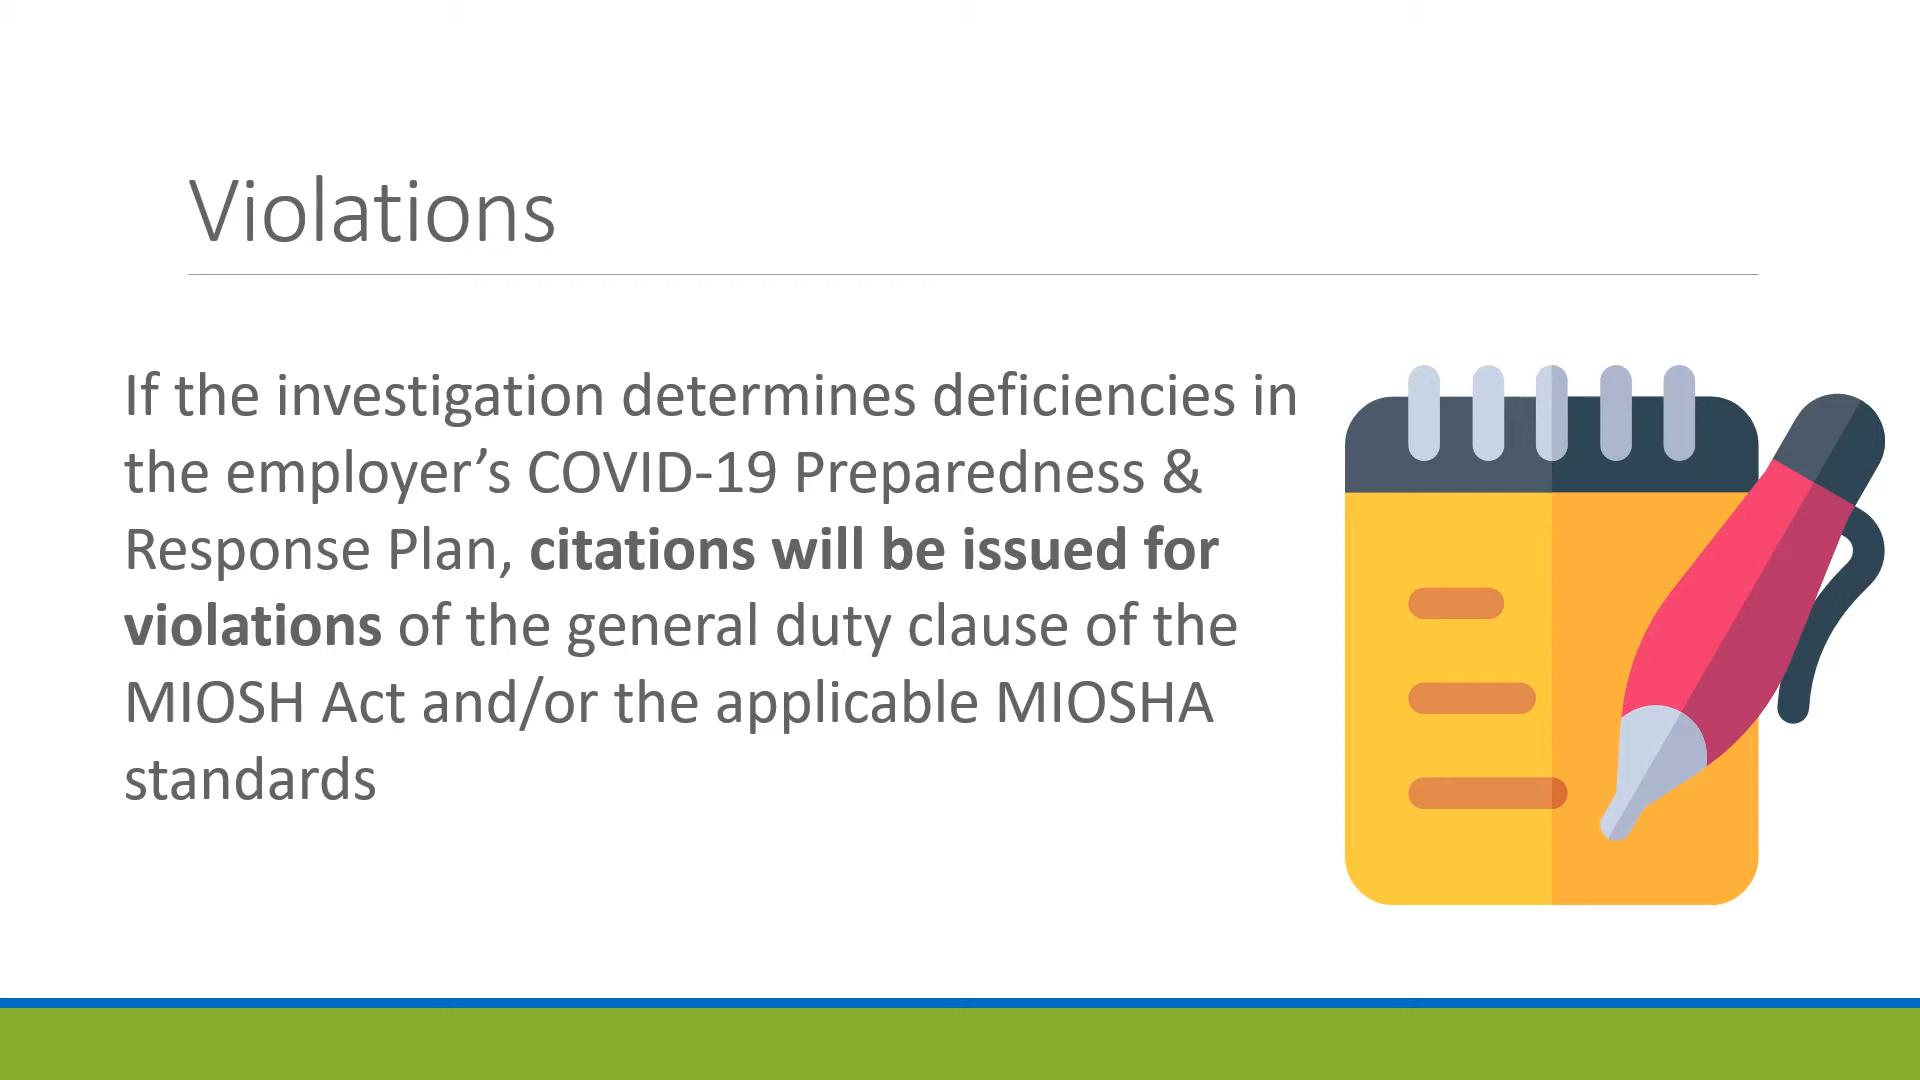 Violations
If the investigation determines deficiencies in
the employer’s COVID-19 Preparedness &
Response Plan, citations will be issued for
violations of the general duty clause of the
MIOSH Act and/or the applicable MIOSHA
standards